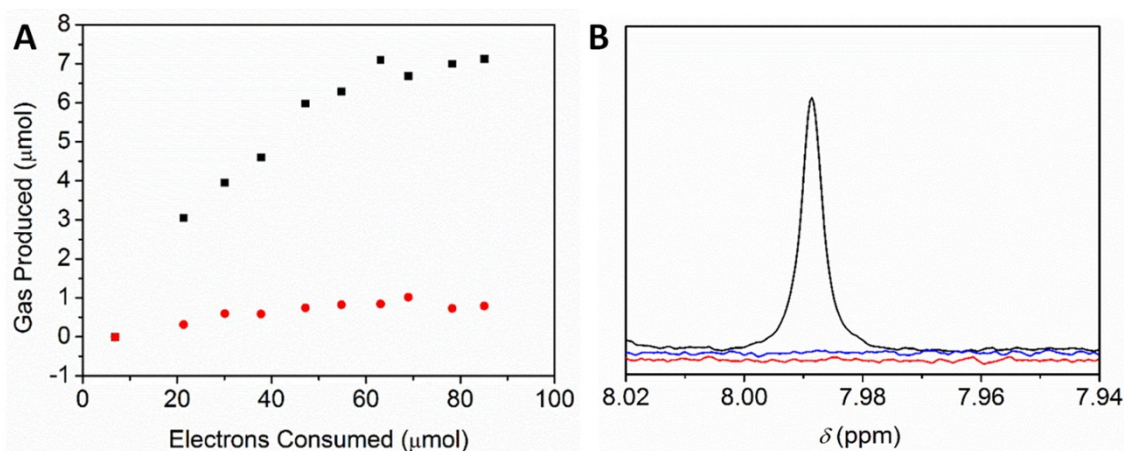 A
8
7
6
5
4
3
2
1
0
-1
Gas Produced (μmol)
0 20 40 60 80 100
Electrons Consumed (μmol)
B
8.02 8.00 7.98 7.96 7.94
δ (ppm)